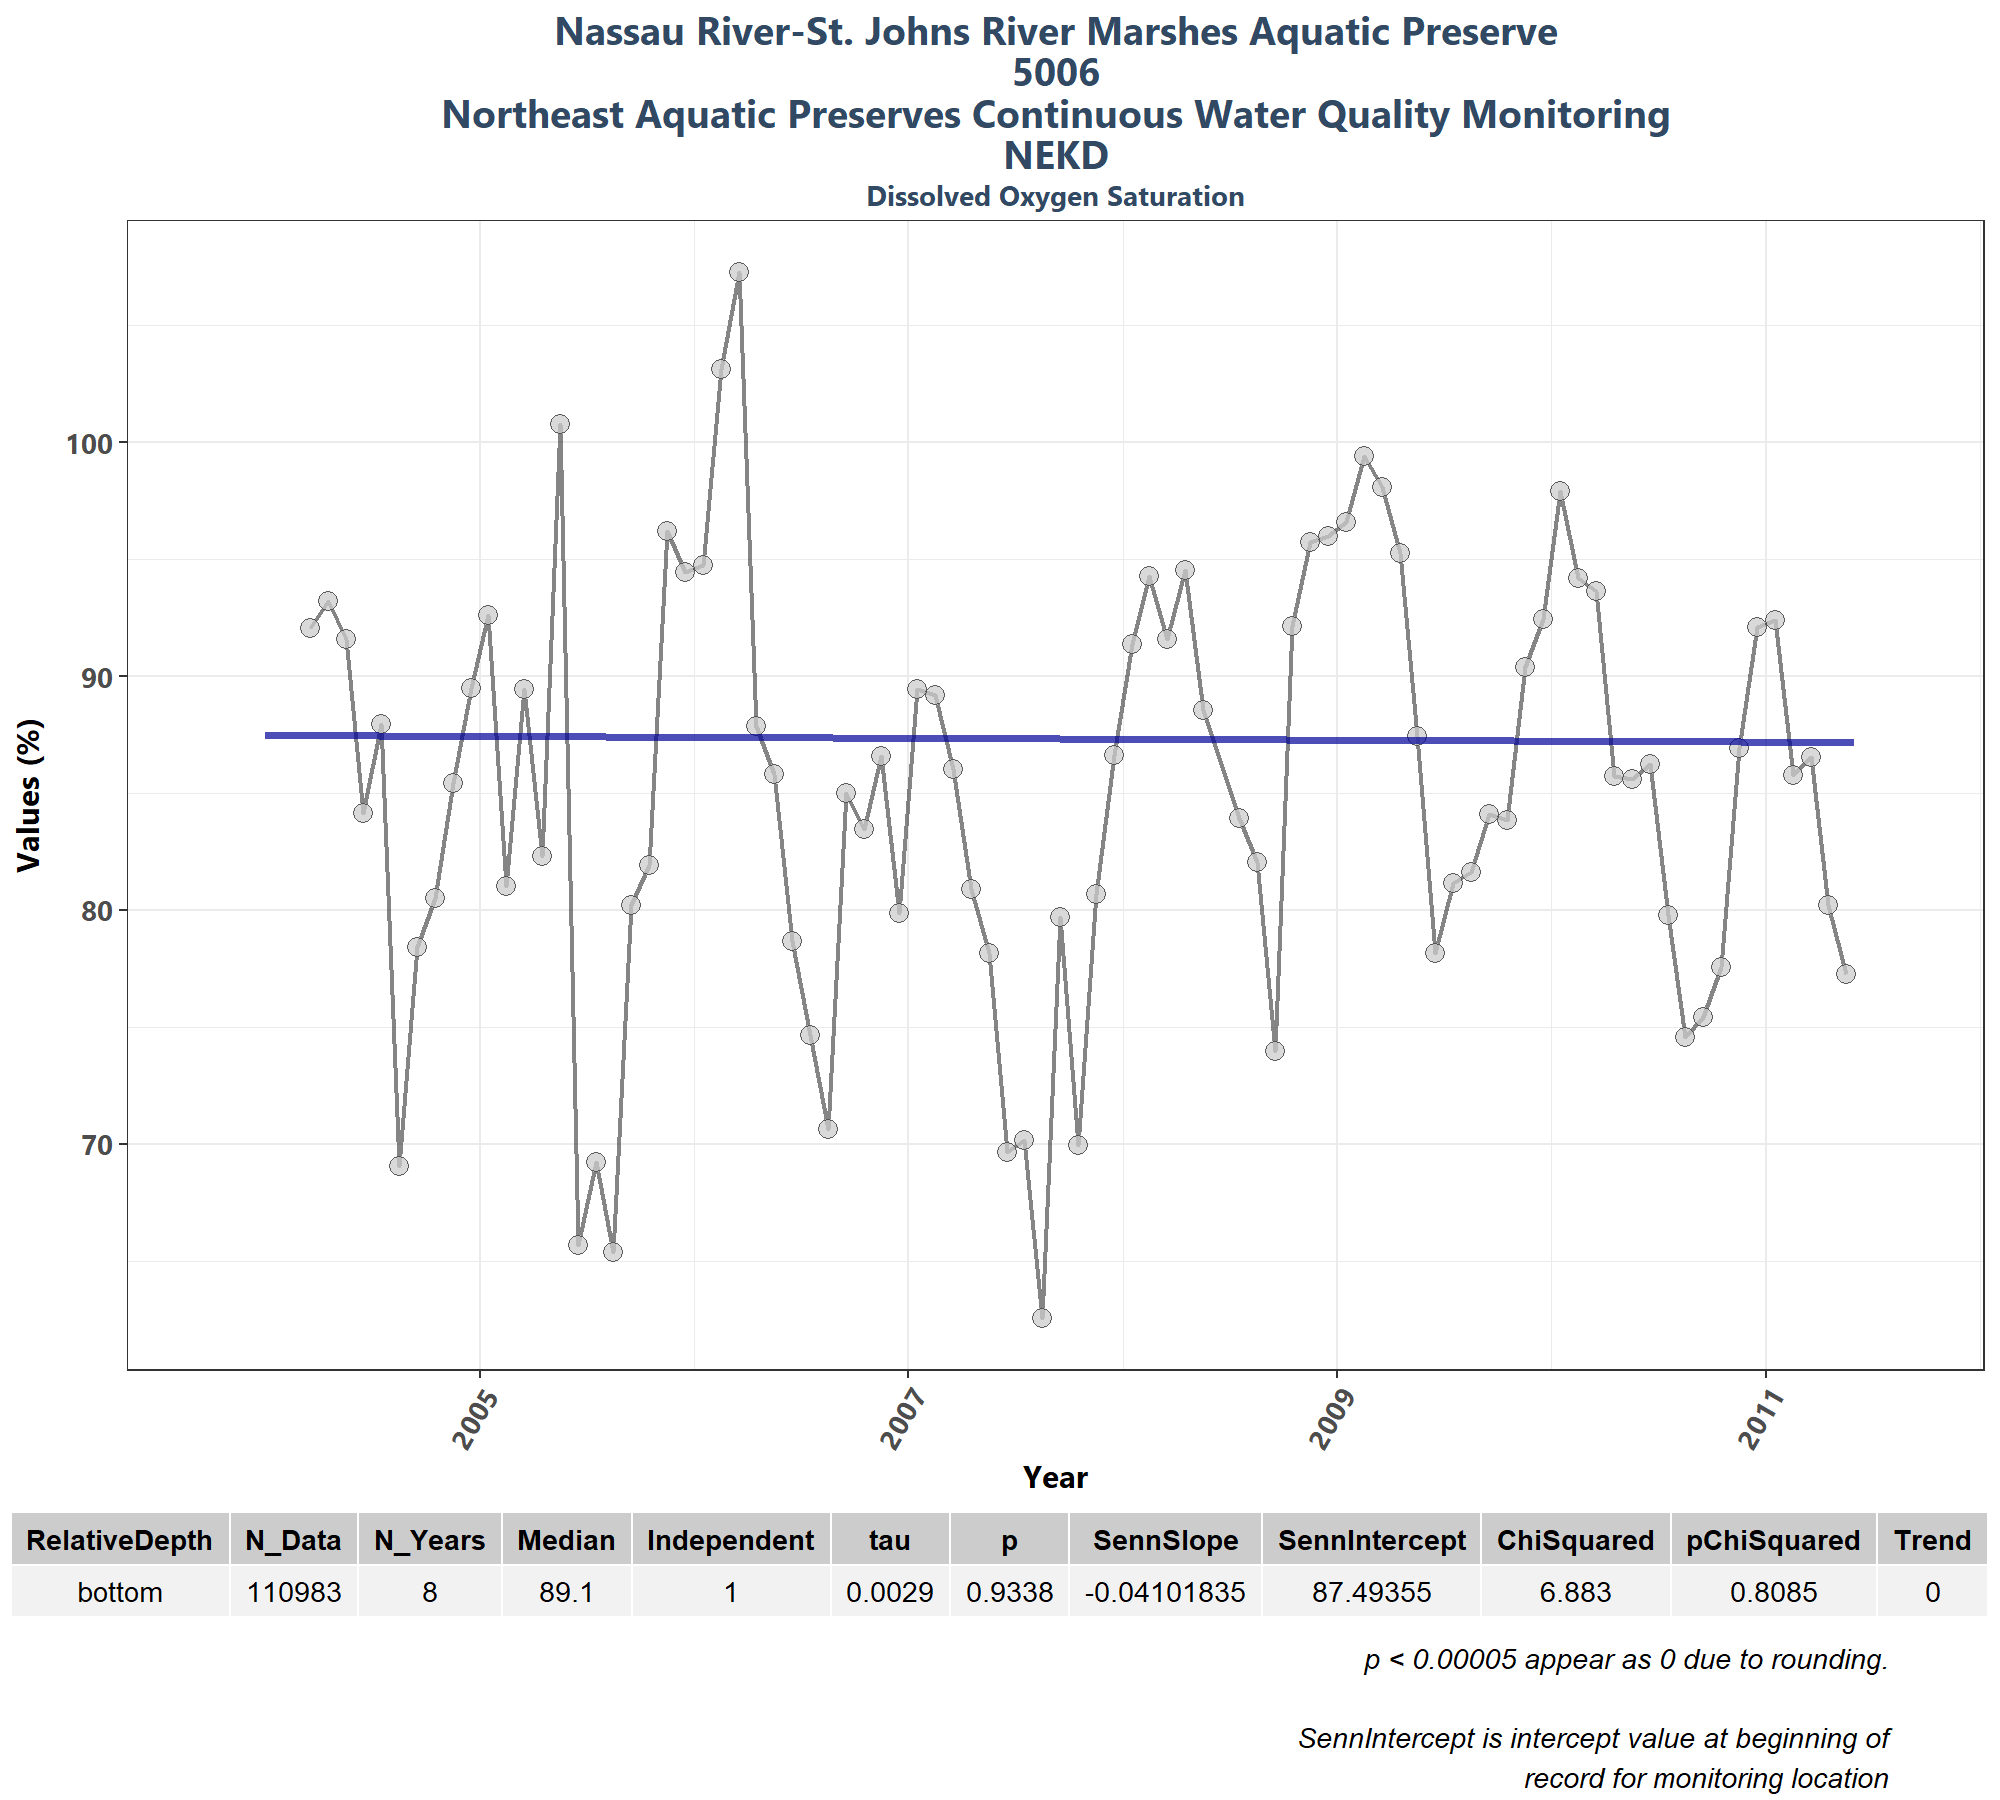 Nassau River-St. Johns River Marshes Aquatic Preserve
5006
Northeast Aquatic Preserves Continuous Water Quality Monitoring
NEKD
Dissolved Oxygen Saturation
100
90
80
70
Values (%)
2005 2007 2009 2011
Year
RelativeDepth N_Data N_Years Median Independent tau p SennSlope SennIntercept ChiSquared pChiSquared Trend
bottom 110983 8 89.1 1 0.0029 0.9338 -0.04101835 87.49355 6.883 0.8085 0
p < 0.00005 appear as 0 due to rounding.
SennIntercept is intercept value at beginning of
record for monitoring location